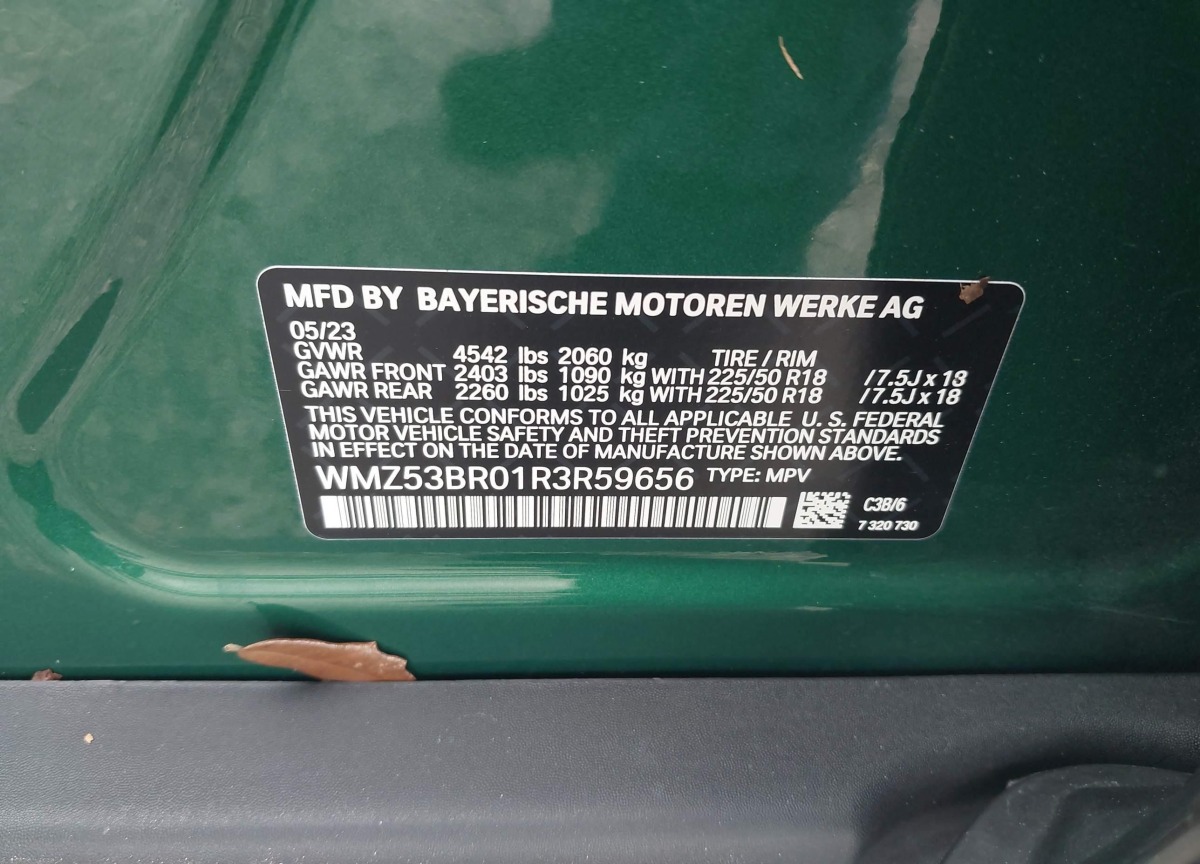 MFD BY BAYERISCHE MOTOREN WERKE AG
05/23
GVWR 4542 lbs 2060 kg TIRE / RIM
GAWR FRONT 2403 lbs 1090 kg WITH 225/50 R18 / 7.5J x 18
GAWR REAR 2260 lbs 1025 kg WITH 225/50 R18 / 7.5J x 18
THIS VEHICLE CONFORMS TO ALL APPLICABLE U. S. FEDERAL
MOTOR VEHICLE SAFETY AND THEFT PREVENTION STANDARDS
IN EFFECT ON THE DATE OF MANUFACTURE SHOWN ABOVE.
WMZ53BR01R3R59656 TYPE: MPV
C3B/6
7 320 730